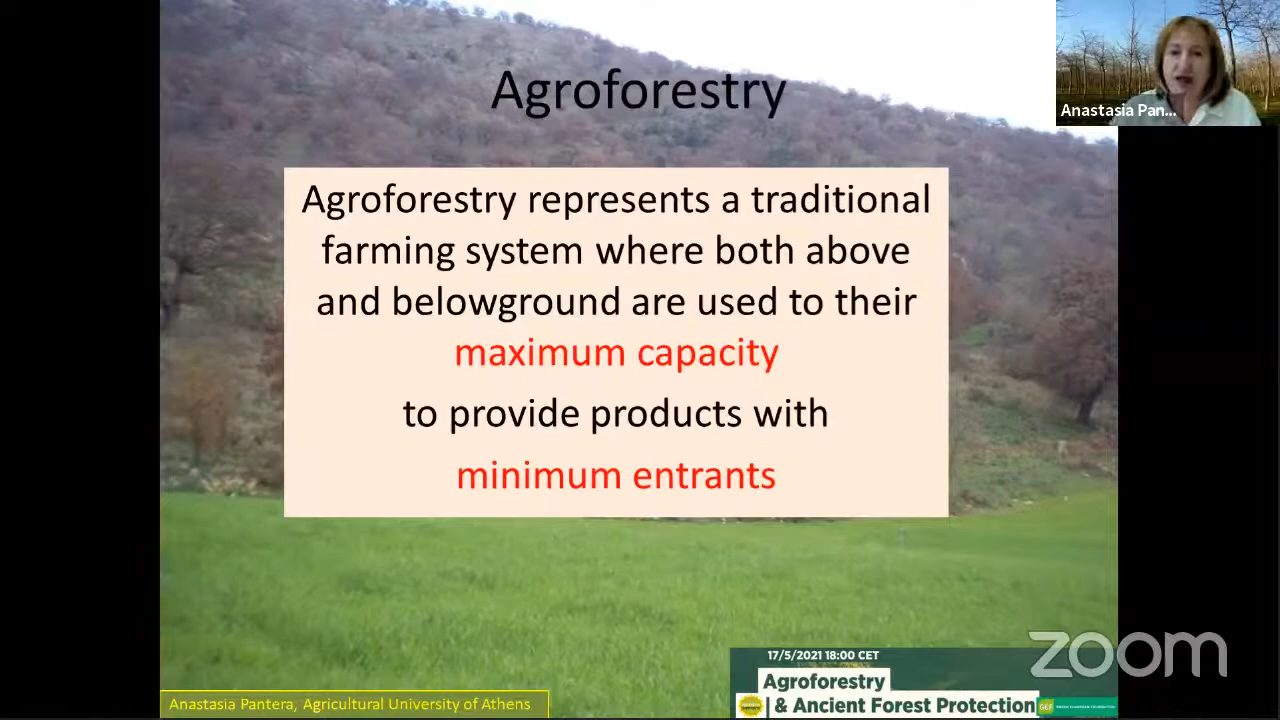 Agroforestry
Anastasia Pan...
Agroforestry represents a traditional
farming system where both above
and belowground are used to their
maximum capacity
to provide products with
minimum entrants
zoom
17/5/2021 18:00 CET
Agroforestry
& Ancient Forest Protection
GEF
Anastasia Pantera, Agricultural University of Athens